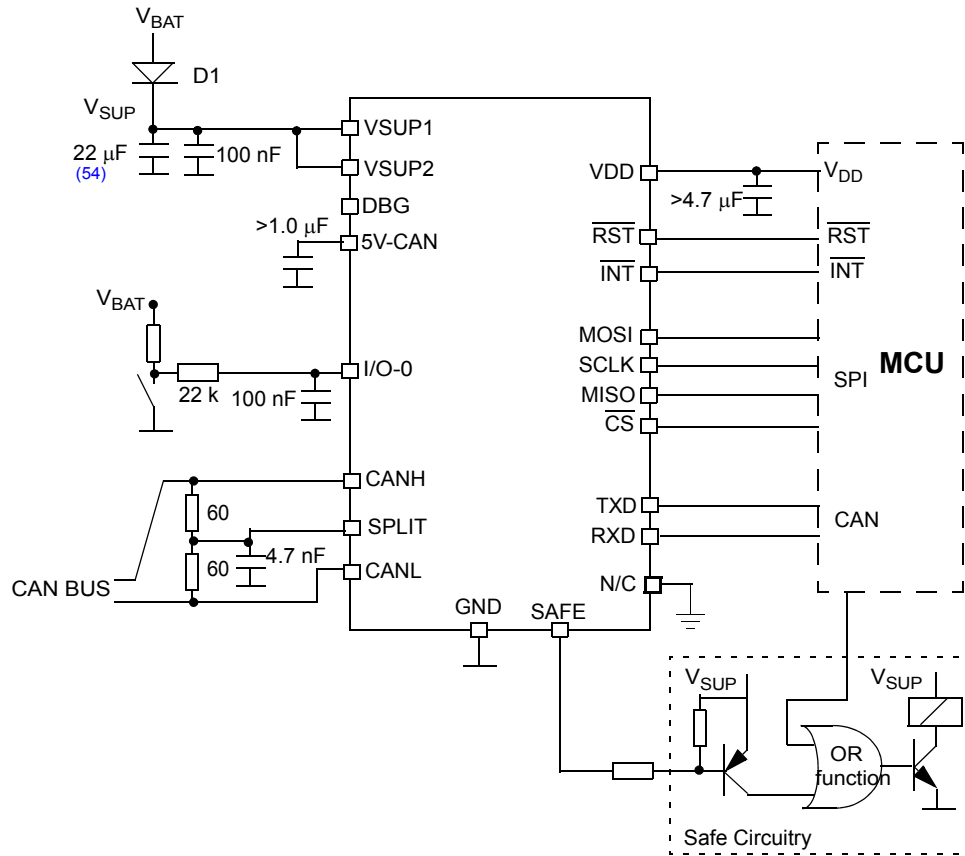 VBAT
D1
VSUP
22 μF
(54)
100 nF
VSUP1
VSUP2
DBG
>1.0 μF
5V-CAN
VBAT
22 k
100 nF
I/O-0
CANH
60
SPLIT
4.7 nF
60
CANL
CAN BUS
GND
SAFE
VDD
>4.7 μF
VDD
RST
RST
INT
INT
MOSI
SCLK
SPI
MCU
MISO
CS
TXD
CAN
RXD
N/C
VSUP
VSUP
OR
function
Safe Circuitry